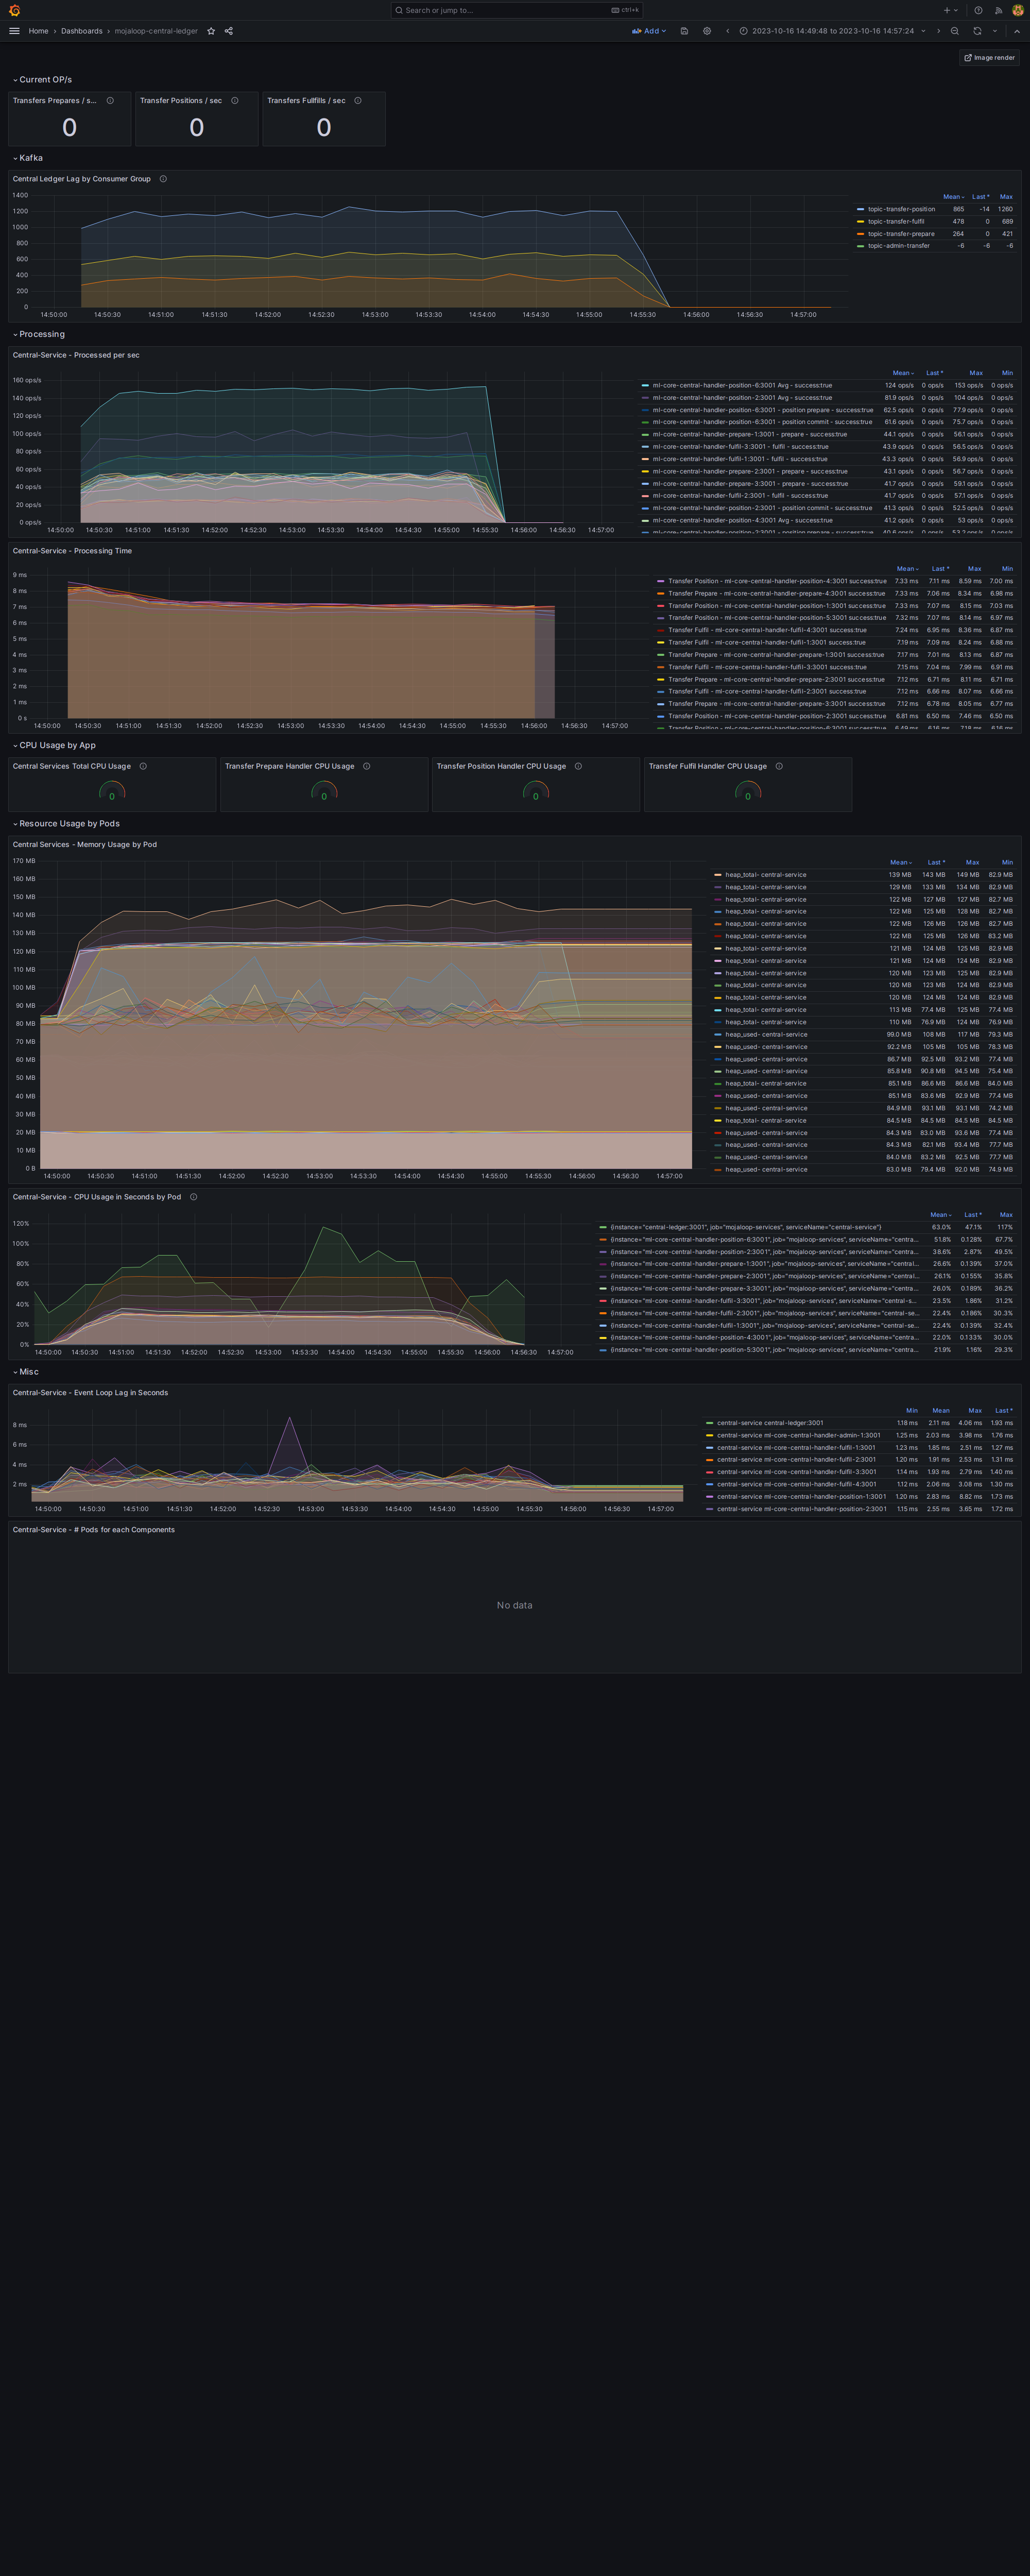 Search or jump to...
ctrl+k
Home › Dashboards › mojaloop-central-ledger
Add
2023-10-16 14:49:48 to 2023-10-16 14:57:24
Image render
Current OP/s
Transfers Prepares / s...
Transfer Positions / sec
Transfers Fullfills / sec
0
0
0
Kafka
Central Ledger Lag by Consumer Group
1400
1200
1000
800
600
400
200
0
14:50:00 14:50:30 14:51:00 14:51:30 14:52:00 14:52:30 14:53:00 14:53:30 14:54:00 14:54:30 14:55:00 14:55:30 14:56:00 14:56:30 14:57:00
Mean Last * Max
topic-transfer-position 865 -14 1260
topic-transfer-fulfil 478 0 689
topic-transfer-prepare 264 0 421
topic-admin-transfer -6 -6 -6
Processing
Central-Service - Processed per sec
160 ops/s
140 ops/s
120 ops/s
100 ops/s
80 ops/s
60 ops/s
40 ops/s
20 ops/s
0 ops/s
14:50:00 14:50:30 14:51:00 14:51:30 14:52:00 14:52:30 14:53:00 14:53:30 14:54:00 14:54:30 14:55:00 14:55:30 14:56:00 14:56:30 14:57:00
Mean Last * Max Min
ml-core-central-handler-position-6:3001 Avg - success:true 124 ops/s 0 ops/s 153 ops/s 0 ops/s
ml-core-central-handler-position-2:3001 Avg - success:true 81.9 ops/s 0 ops/s 104 ops/s 0 ops/s
ml-core-central-handler-position-6:3001 - position prepare - success:true 62.5 ops/s 0 ops/s 77.9 ops/s 0 ops/s
ml-core-central-handler-position-6:3001 - position commit - success:true 61.6 ops/s 0 ops/s 75.7 ops/s 0 ops/s
ml-core-central-handler-prepare-1:3001 - prepare - success:true 44.1 ops/s 0 ops/s 56.1 ops/s 0 ops/s
ml-core-central-handler-fulfil-3:3001 - fulfil - success:true 43.9 ops/s 0 ops/s 56.5 ops/s 0 ops/s
ml-core-central-handler-fulfil-1:3001 - fulfil - success:true 43.3 ops/s 0 ops/s 56.9 ops/s 0 ops/s
ml-core-central-handler-prepare-2:3001 - prepare - success:true 43.1 ops/s 0 ops/s 56.7 ops/s 0 ops/s
ml-core-central-handler-prepare-3:3001 - prepare - success:true 41.7 ops/s 0 ops/s 59.1 ops/s 0 ops/s
ml-core-central-handler-fulfil-2:3001 - fulfil - success:true 41.7 ops/s 0 ops/s 57.1 ops/s 0 ops/s
ml-core-central-handler-position-2:3001 - position commit - success:true 41.3 ops/s 0 ops/s 52.5 ops/s 0 ops/s
ml-core-central-handler-position-4:3001 Avg - success:true 41.2 ops/s 0 ops/s 53 ops/s 0 ops/s
ml-core-central-handler-position-2:3001 - position prepare - success:true 40.6 ops/s 0 ops/s 53.2 ops/s 0 ops/s
Central-Service - Processing Time
9 ms
8 ms
7 ms
6 ms
5 ms
4 ms
3 ms
2 ms
1 ms
0 s
14:50:00 14:50:30 14:51:00 14:51:30 14:52:00 14:52:30 14:53:00 14:53:30 14:54:00 14:54:30 14:55:00 14:55:30 14:56:00 14:56:30 14:57:00
Mean Last * Max Min
Transfer Position - ml-core-central-handler-position-4:3001 success:true 7.33 ms 7.11 ms 8.59 ms 7.00 ms
Transfer Prepare - ml-core-central-handler-prepare-4:3001 success:true 7.33 ms 7.06 ms 8.34 ms 6.98 ms
Transfer Position - ml-core-central-handler-position-1:3001 success:true 7.33 ms 7.07 ms 8.15 ms 7.03 ms
Transfer Position - ml-core-central-handler-position-5:3001 success:true 7.32 ms 7.07 ms 8.14 ms 6.97 ms
Transfer Fulfil - ml-core-central-handler-fulfil-4:3001 success:true 7.24 ms 6.95 ms 8.36 ms 6.87 ms
Transfer Fulfil - ml-core-central-handler-fulfil-1:3001 success:true 7.19 ms 7.09 ms 8.24 ms 6.88 ms
Transfer Prepare - ml-core-central-handler-prepare-1:3001 success:true 7.17 ms 7.01 ms 8.13 ms 6.87 ms
Transfer Fulfil - ml-core-central-handler-fulfil-3:3001 success:true 7.15 ms 7.04 ms 7.99 ms 6.91 ms
Transfer Prepare - ml-core-central-handler-prepare-2:3001 success:true 7.12 ms 6.71 ms 8.11 ms 6.71 ms
Transfer Fulfil - ml-core-central-handler-fulfil-2:3001 success:true 7.12 ms 6.66 ms 8.07 ms 6.66 ms
Transfer Prepare - ml-core-central-handler-prepare-3:3001 success:true 7.12 ms 6.78 ms 8.05 ms 6.77 ms
Transfer Position - ml-core-central-handler-position-2:3001 success:true 6.81 ms 6.50 ms 7.46 ms 6.50 ms
Transfer Position - ml-core-central-handler-position-6:3001 success:true 6.49 ms 6.16 ms 7.18 ms 6.16 ms
CPU Usage by App
Central Services Total CPU Usage
Transfer Prepare Handler CPU Usage
Transfer Position Handler CPU Usage
Transfer Fulfil Handler CPU Usage
0
0
0
0
Resource Usage by Pods
Central Services - Memory Usage by Pod
170 MB
160 MB
150 MB
140 MB
130 MB
120 MB
110 MB
100 MB
90 MB
80 MB
70 MB
60 MB
50 MB
40 MB
30 MB
20 MB
10 MB
0 B
14:50:00 14:50:30 14:51:00 14:51:30 14:52:00 14:52:30 14:53:00 14:53:30 14:54:00 14:54:30 14:55:00 14:55:30 14:56:00 14:56:30 14:57:00
Mean Last * Max Min
heap_total- central-service 139 MB 143 MB 149 MB 82.9 MB
heap_total- central-service 129 MB 133 MB 134 MB 82.9 MB
heap_total- central-service 122 MB 127 MB 127 MB 82.7 MB
heap_total- central-service 122 MB 125 MB 128 MB 82.7 MB
heap_total- central-service 122 MB 126 MB 126 MB 82.7 MB
heap_total- central-service 122 MB 125 MB 126 MB 83.2 MB
heap_total- central-service 121 MB 124 MB 125 MB 82.9 MB
heap_total- central-service 121 MB 124 MB 124 MB 82.9 MB
heap_total- central-service 120 MB 123 MB 125 MB 82.9 MB
heap_total- central-service 120 MB 123 MB 124 MB 82.9 MB
heap_total- central-service 120 MB 124 MB 124 MB 82.9 MB
heap_total- central-service 113 MB 77.4 MB 125 MB 77.4 MB
heap_total- central-service 110 MB 76.9 MB 124 MB 76.9 MB
heap_used- central-service 99.0 MB 108 MB 117 MB 79.3 MB
heap_used- central-service 92.2 MB 105 MB 105 MB 78.3 MB
heap_used- central-service 86.7 MB 92.5 MB 93.2 MB 77.4 MB
heap_used- central-service 85.8 MB 90.8 MB 94.5 MB 75.4 MB
heap_total- central-service 85.1 MB 86.6 MB 86.6 MB 84.0 MB
heap_used- central-service 85.1 MB 83.6 MB 92.9 MB 77.4 MB
heap_used- central-service 84.9 MB 93.1 MB 93.1 MB 74.2 MB
heap_total- central-service 84.5 MB 84.5 MB 84.5 MB 84.5 MB
heap_used- central-service 84.3 MB 83.0 MB 93.6 MB 77.4 MB
heap_used- central-service 84.3 MB 82.1 MB 93.4 MB 77.7 MB
heap_used- central-service 84.0 MB 83.2 MB 92.5 MB 77.7 MB
heap_used- central-service 83.0 MB 79.4 MB 92.0 MB 74.9 MB
Central-Service - CPU Usage in Seconds by Pod
120%
100%
80%
60%
40%
20%
0%
14:50:00 14:50:30 14:51:00 14:51:30 14:52:00 14:52:30 14:53:00 14:53:30 14:54:00 14:54:30 14:55:00 14:55:30 14:56:00 14:56:30 14:57:00
Mean Last * Max
{instance="central-ledger:3001", job="mojaloop-services", serviceName="central-service"} 63.0% 47.1% 117%
{instance="ml-core-central-handler-position-6:3001", job="mojaloop-services", serviceName="centra... 51.8% 0.128% 67.7%
{instance="ml-core-central-handler-position-2:3001", job="mojaloop-services", serviceName="centra... 38.6% 2.87% 49.5%
{instance="ml-core-central-handler-prepare-1:3001", job="mojaloop-services", serviceName="centra... 26.6% 0.139% 37.0%
{instance="ml-core-central-handler-prepare-2:3001", job="mojaloop-services", serviceName="central... 26.1% 0.155% 35.8%
{instance="ml-core-central-handler-prepare-3:3001", job="mojaloop-services", serviceName="central... 26.0% 0.189% 36.2%
{instance="ml-core-central-handler-fulfil-3:3001", job="mojaloop-services", serviceName="central-s... 23.5% 1.86% 31.2%
{instance="ml-core-central-handler-fulfil-2:3001", job="mojaloop-services", serviceName="central-se... 22.4% 0.186% 30.3%
{instance="ml-core-central-handler-fulfil-1:3001", job="mojaloop-services", serviceName="central-se... 22.4% 0.139% 32.4%
{instance="ml-core-central-handler-position-4:3001", job="mojaloop-services", serviceName="centra... 22.0% 0.133% 30.0%
{instance="ml-core-central-handler-position-5:3001", job="mojaloop-services", serviceName="centra... 21.9% 1.16% 29.3%
Misc
Central-Service - Event Loop Lag in Seconds
8 ms
6 ms
4 ms
2 ms
14:50:00 14:50:30 14:51:00 14:51:30 14:52:00 14:52:30 14:53:00 14:53:30 14:54:00 14:54:30 14:55:00 14:55:30 14:56:00 14:56:30 14:57:00
Min Mean Max Last *
central-service central-ledger:3001 1.18 ms 2.11 ms 4.06 ms 1.93 ms
central-service ml-core-central-handler-admin-1:3001 1.25 ms 2.03 ms 3.98 ms 1.76 ms
central-service ml-core-central-handler-fulfil-1:3001 1.23 ms 1.85 ms 2.51 ms 1.27 ms
central-service ml-core-central-handler-fulfil-2:3001 1.20 ms 1.91 ms 2.53 ms 1.31 ms
central-service ml-core-central-handler-fulfil-3:3001 1.14 ms 1.93 ms 2.79 ms 1.40 ms
central-service ml-core-central-handler-fulfil-4:3001 1.12 ms 2.06 ms 3.08 ms 1.30 ms
central-service ml-core-central-handler-position-1:3001 1.20 ms 2.83 ms 8.82 ms 1.73 ms
central-service ml-core-central-handler-position-2:3001 1.15 ms 2.55 ms 3.65 ms 1.72 ms
Central-Service - # Pods for each Components
No data